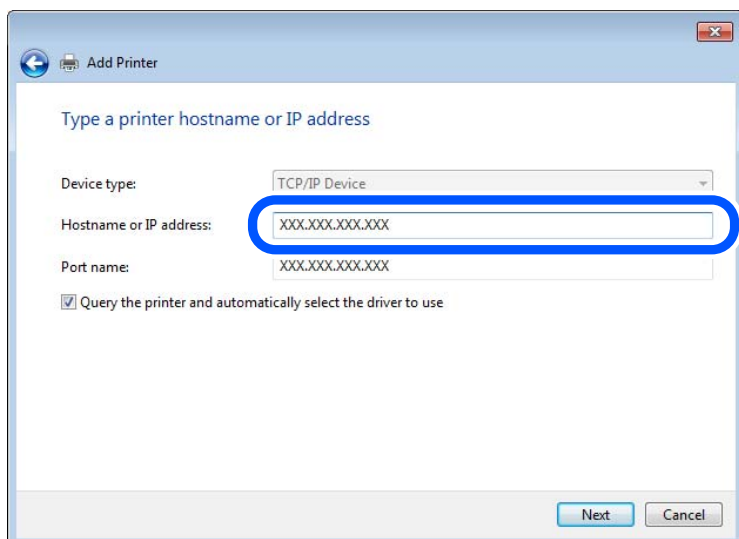 Add Printer
Type a printer hostname or IP address
Device type: TCP/IP Device
Hostname or IP address: XXX.XXX.XXX.XXX
Port name: XXX.XXX.XXX.XXX
Query the printer and automatically select the driver to use
Next Cancel